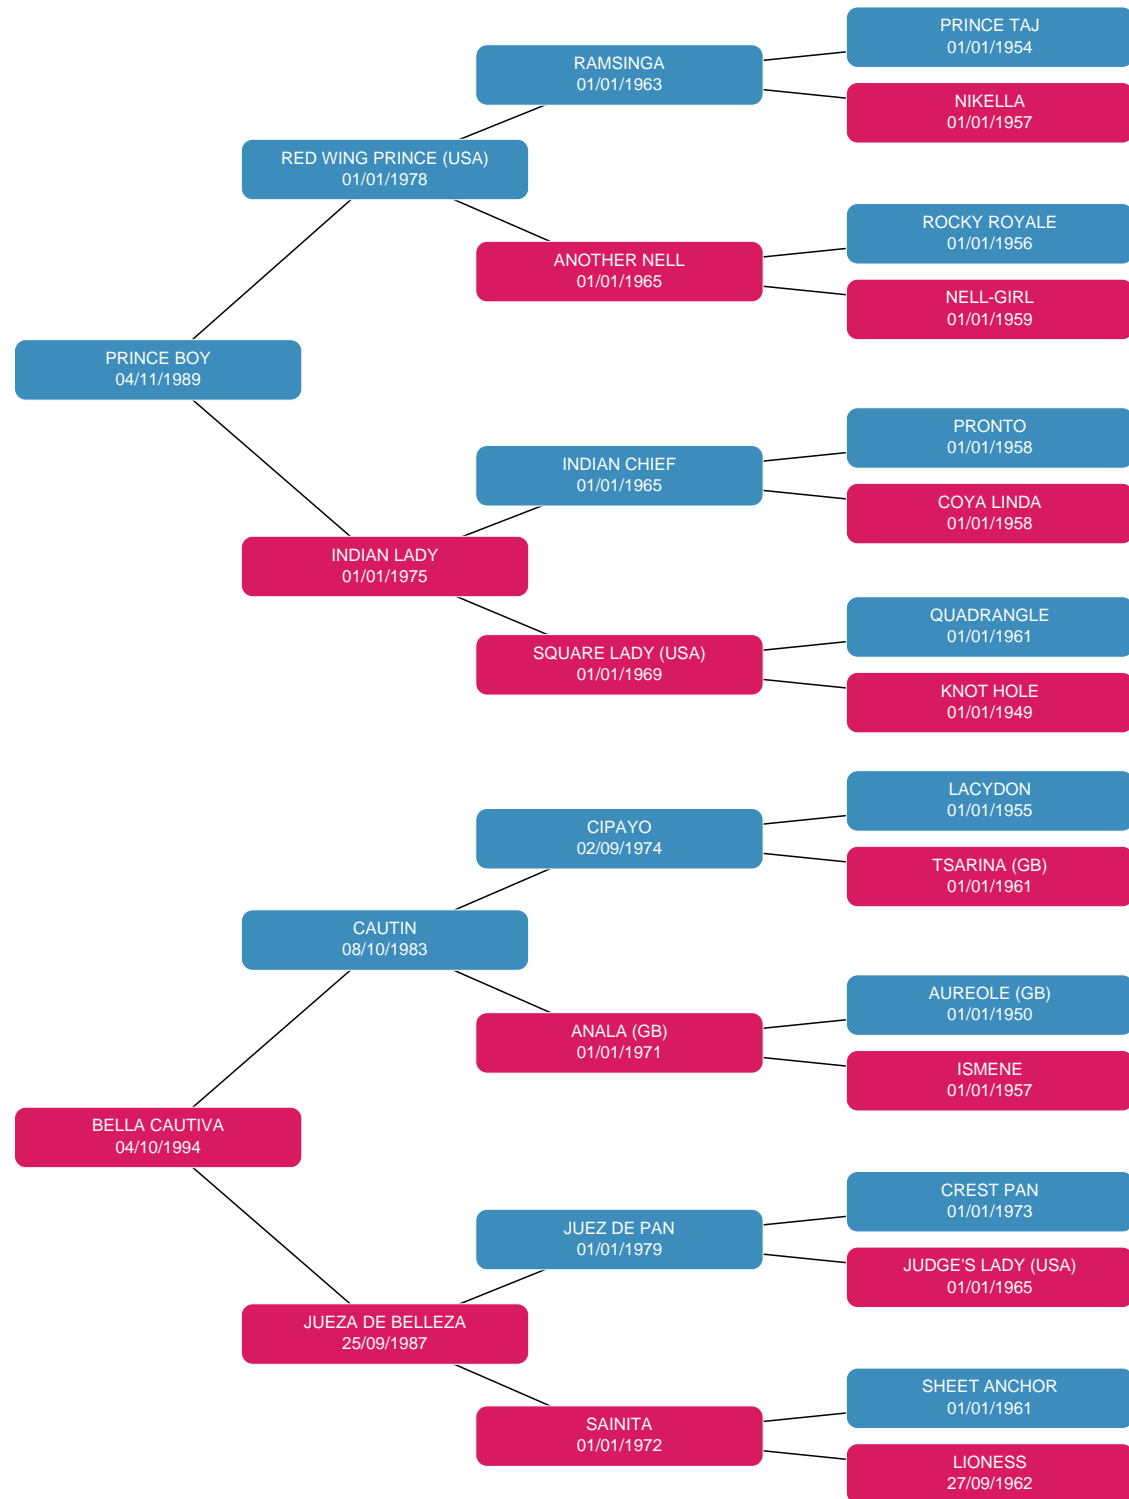 PRINCE TAJ
01/01/1954
RAMSINGA
01/01/1963
NIKELLA
01/01/1957
RED WING PRINCE (USA)
01/01/1978
ROCKY ROYALE
01/01/1956
ANOTHER NELL
01/01/1965
NELL-GIRL
01/01/1959
PRINCE BOY
04/11/1989
PRONTO
01/01/1958
INDIAN CHIEF
01/01/1965
COYA LINDA
01/01/1958
INDIAN LADY
01/01/1975
QUADRANGLE
01/01/1961
SQUARE LADY (USA)
01/01/1969
KNOT HOLE
01/01/1949
LACYDON
01/01/1955
CIPAYO
02/09/1974
TSARINA (GB)
01/01/1961
CAUTIN
08/10/1983
AUREOLE (GB)
01/01/1950
ANALA (GB)
01/01/1971
ISMENE
01/01/1957
BELLA CAUTIVA
04/10/1994
CREST PAN
01/01/1973
JUEZ DE PAN
01/01/1979
JUDGE'S LADY (USA)
01/01/1965
JUEZA DE BELLEZA
25/09/1987
SHEET ANCHOR
01/01/1961
SAINITA
01/01/1972
LIONESS
27/09/1962